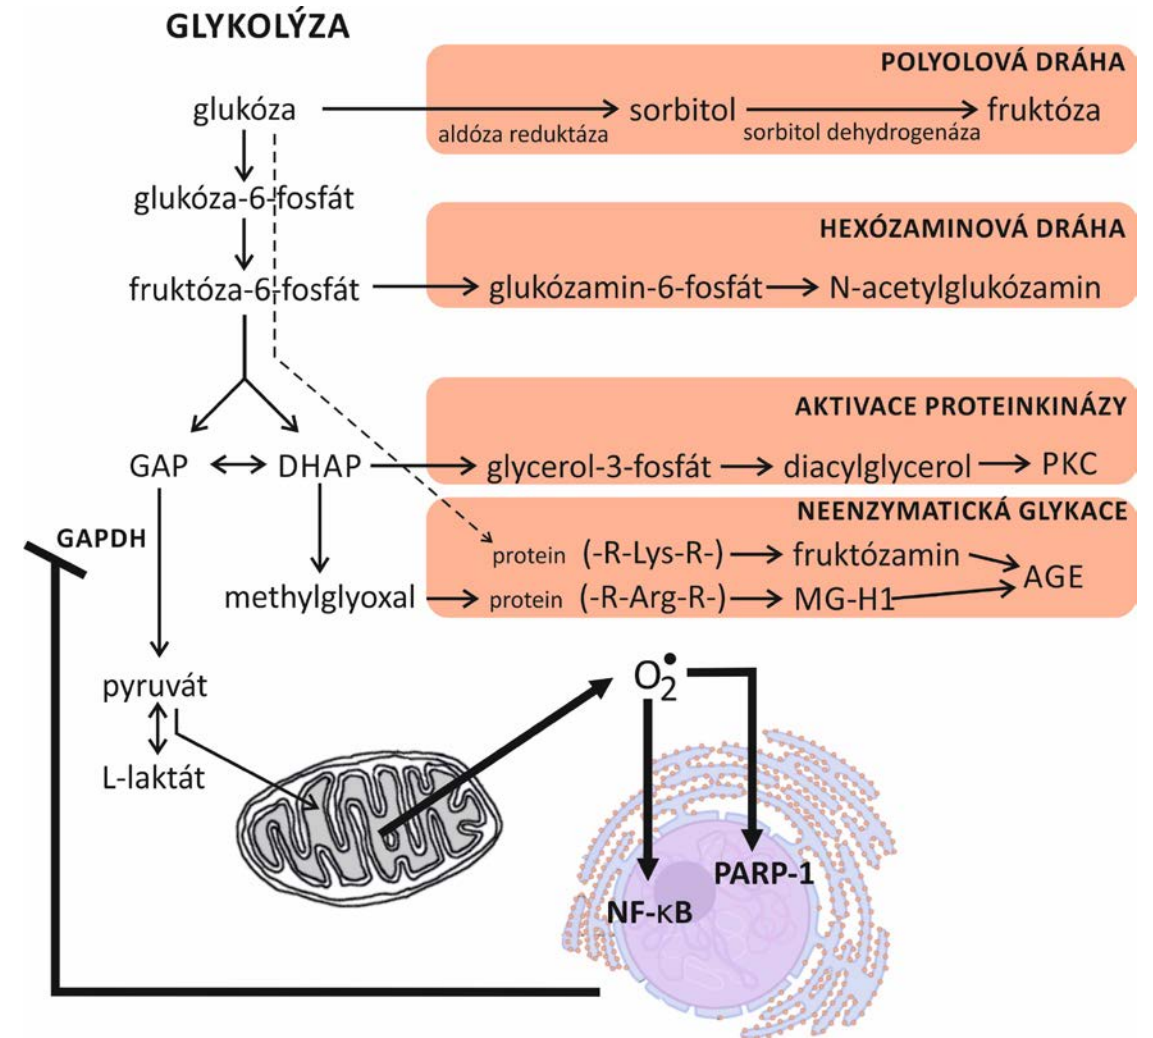 GLYKOLÝZA
POLYOLOVÁ DRÁHA
glukóza
sorbitol
fruktóza
aldóza reduktáza
sorbitol dehydrogenáza
glukóza-6-fosfát
HEXÓZAMINOVÁ DRÁHA
fruktóza-6-fosfát
glukózamin-6-fosfát
N-acetylglukózamin
AKTIVACE PROTEINKINÁZY
GAP
DHAP
glycerol-3-fosfát
diacylglycerol
PKC
NEENZYMATICKÁ GLYKACE
GAPDH
protein (-R-Lys-R-)
fruktózamin
AGE
methylglyoxal
protein (-R-Arg-R-)
MG-H1
pyruvát
O2•
L-laktát
PARP-1
NF-κB